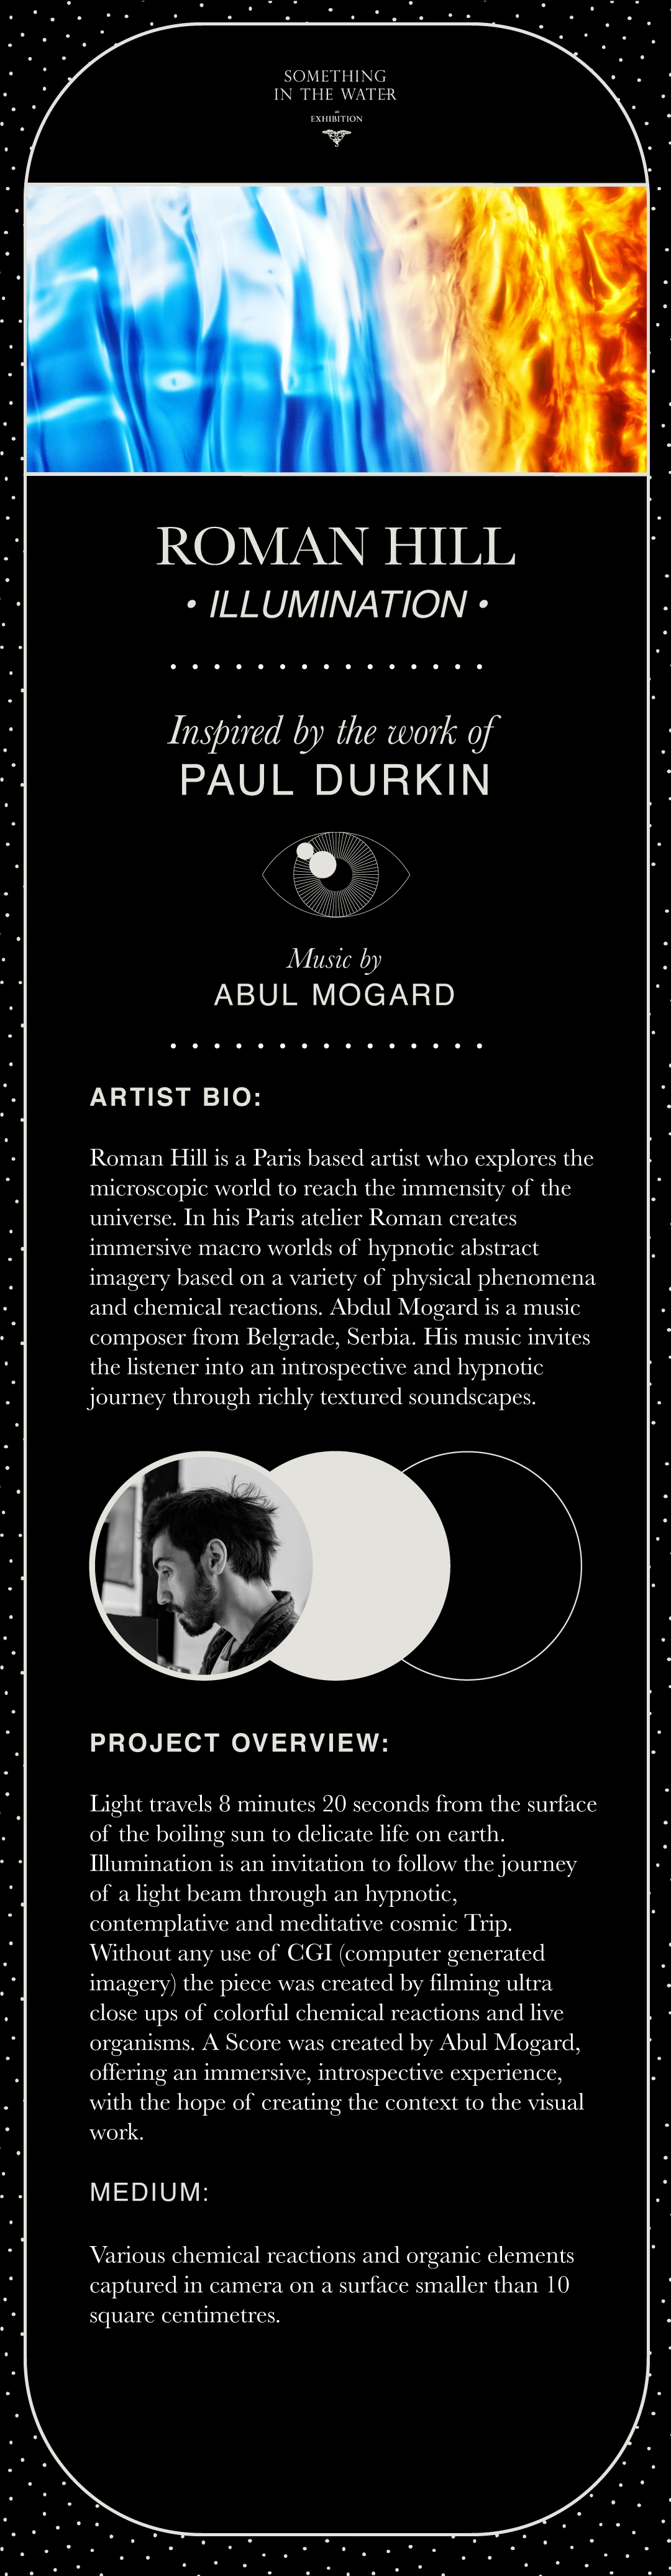 SOMETHING
IN THE WATER
EXHIBITION
ROMAN HILL
• ILLUMINATION •
Inspired by the work of
PAUL DURKIN
Music by
ABUL MOGARD
ARTIST BIO:
Roman Hill is a Paris based artist who explores the
microscopic world to reach the immensity of the
universe. In his Paris atelier Roman creates
immersive macro worlds of hypnotic abstract
imagery based on a variety of physical phenomena
and chemical reactions. Abdul Mogard is a music
composer from Belgrade, Serbia. His music invites
the listener into an introspective and hypnotic
journey through richly textured soundscapes.
PROJECT OVERVIEW:
Light travels 8 minutes 20 seconds from the surface
of the boiling sun to delicate life on earth.
Illumination is an invitation to follow the journey
of a light beam through an hypnotic,
contemplative and meditative cosmic Trip.
Without any use of CGI (computer generated
imagery) the piece was created by filming ultra
close ups of colorful chemical reactions and live
organisms. A Score was created by Abul Mogard,
offering an immersive, introspective experience,
with the hope of creating the context to the visual
work.
MEDIUM:
Various chemical reactions and organic elements
captured in camera on a surface smaller than 10
square centimetres.